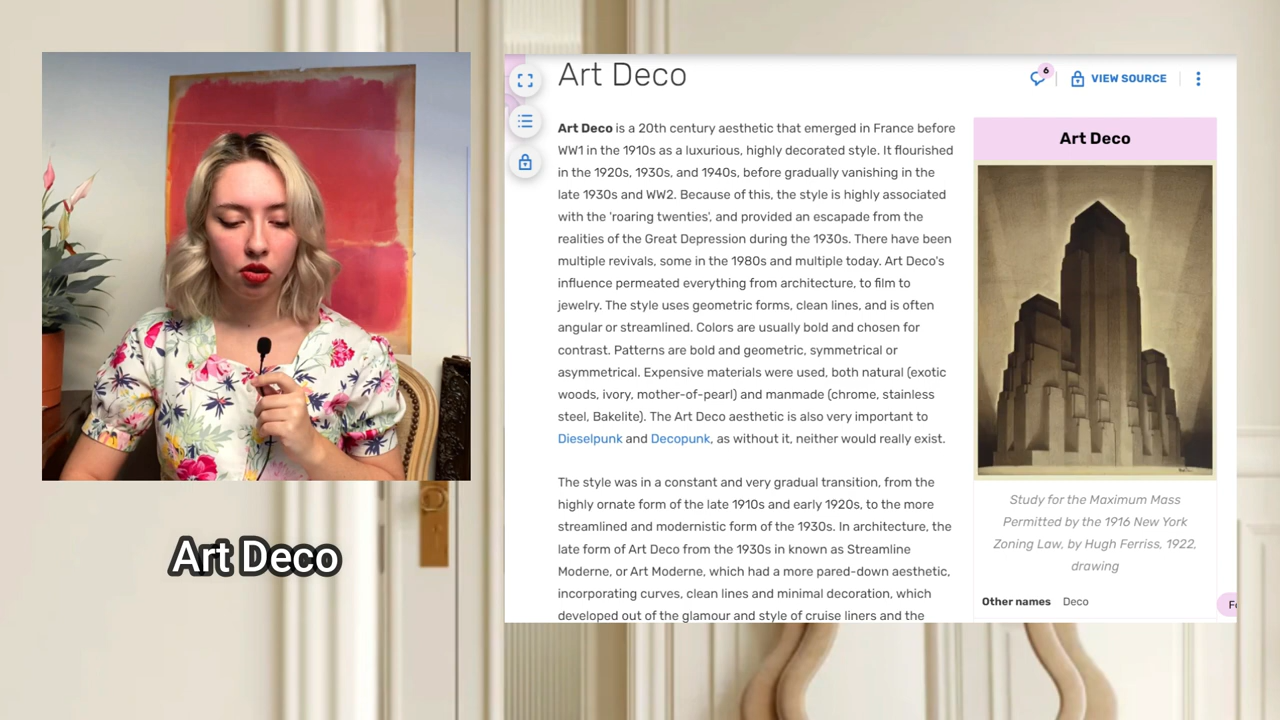 Art Deco
6
VIEW SOURCE
Art Deco is a 20th century aesthetic that emerged in France before
WW1 in the 1910s as a luxurious, highly decorated style. It flourished
in the 1920s, 1930s, and 1940s, before gradually vanishing in the
late 1930s and WW2. Because of this, the style is highly associated
with the 'roaring twenties', and provided an escapade from the
realities of the Great Depression during the 1930s. There have been
multiple revivals, some in the 1980s and multiple today. Art Deco's
influence permeated everything from architecture, to film to
jewelry. The style uses geometric forms, clean lines, and is often
angular or streamlined. Colors are usually bold and chosen for
contrast. Patterns are bold and geometric, symmetrical or
asymmetrical. Expensive materials were used, both natural (exotic
woods, ivory, mother-of-pearl) and manmade (chrome, stainless
steel, Bakelite). The Art Deco aesthetic is also very important to
Dieselpunk and Decopunk, as without it, neither would really exist.
The style was in a constant and very gradual transition, from the
highly ornate form of the late 1910s and early 1920s, to the more
streamlined and modernistic form of the 1930s. In architecture, the
late form of Art Deco from the 1930s in known as Streamline
Moderne, or Art Moderne, which had a more pared-down aesthetic,
incorporating curves, clean lines and minimal decoration, which
developed out of the glamour and style of cruise liners and the
Art Deco
Study for the Maximum Mass
Permitted by the 1916 New York
Zoning Law, by Hugh Ferriss, 1922,
drawing
Other names Deco
Art Deco